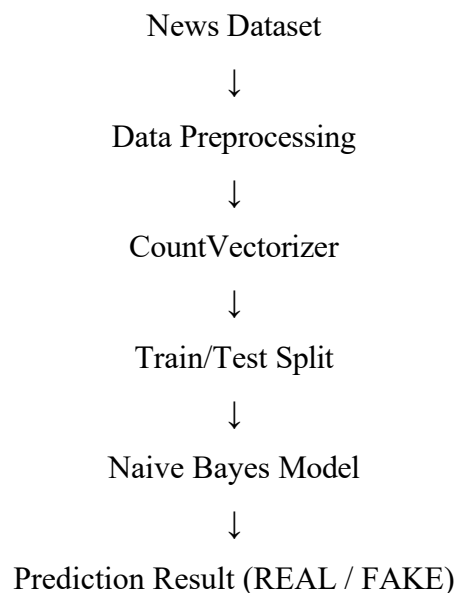 News Dataset
↓
Data Preprocessing
↓
CountVectorizer
↓
Train/Test Split
↓
Naive Bayes Model
↓
Prediction Result (REAL / FAKE)